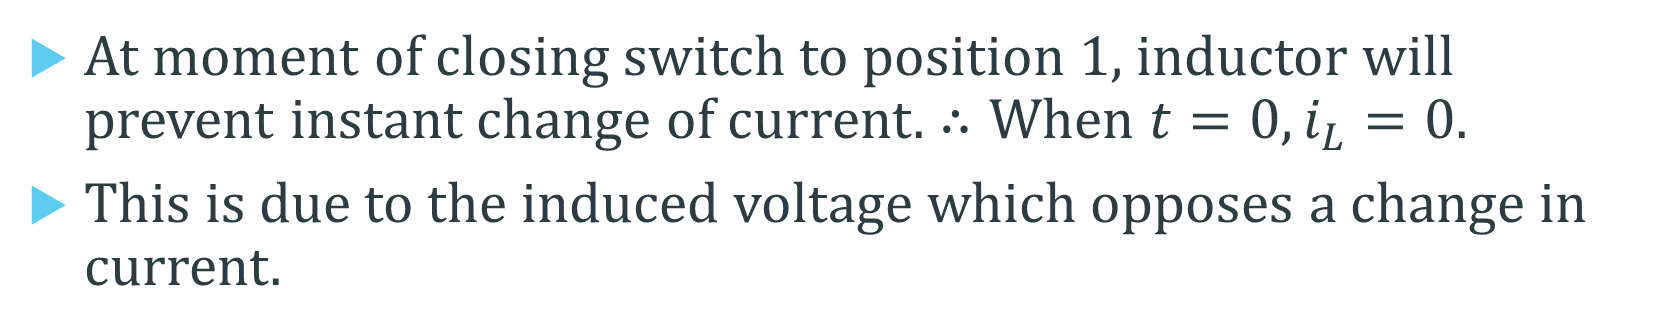 At moment of closing switch to position 1, inductor will
prevent instant change of current. ∴ When t = 0, i_L = 0.
This is due to the induced voltage which opposes a change in
current.